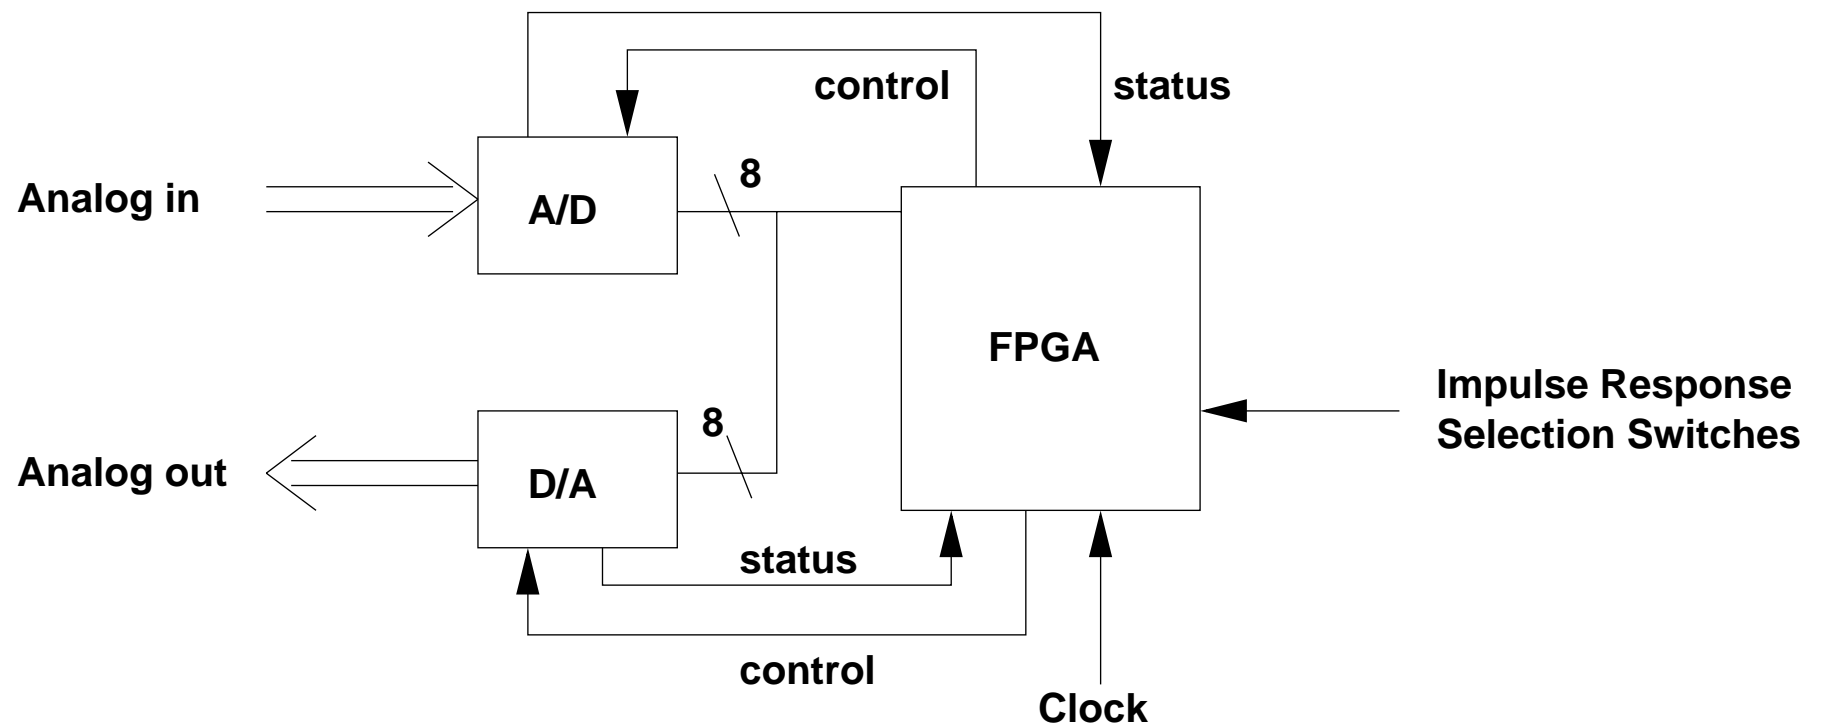 control
status
8
Analog in
A/D
FPGA
Impulse Response
Selection Switches
8
Analog out
D/A
status
control
Clock